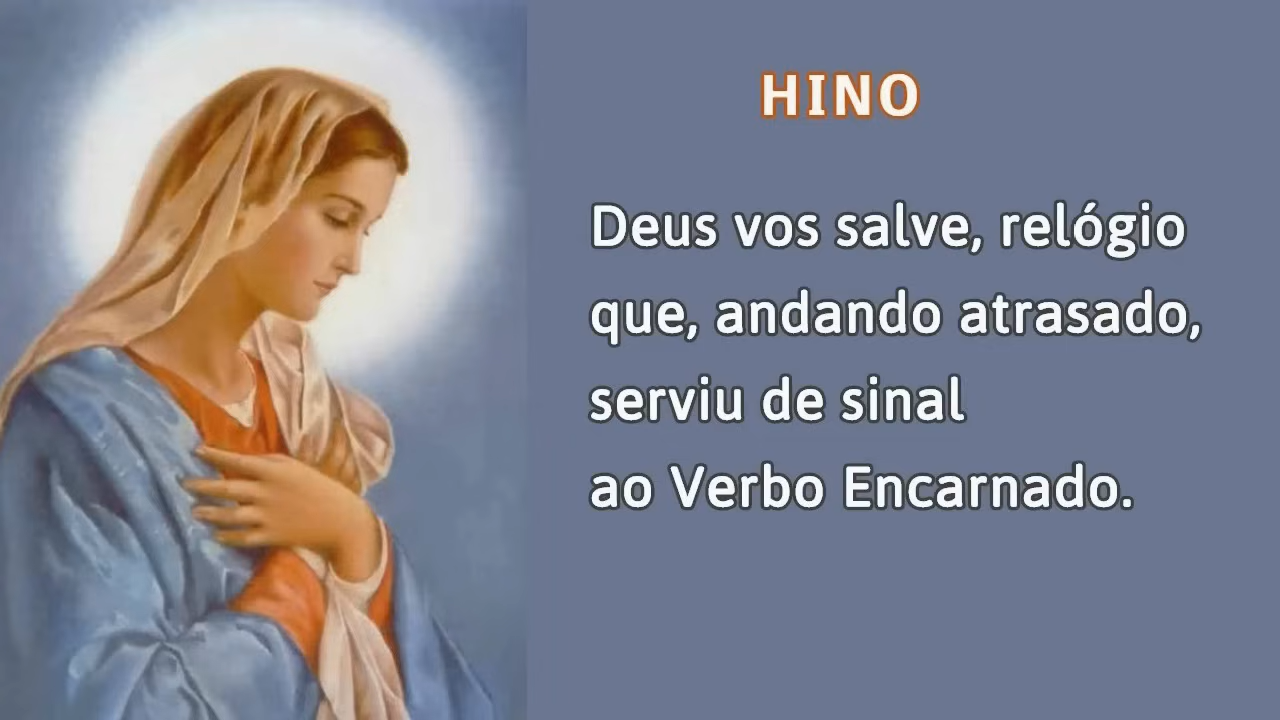 HINO
Deus vos salve, relógio
que, andando atrasado,
serviu de sinal
ao Verbo Encarnado.